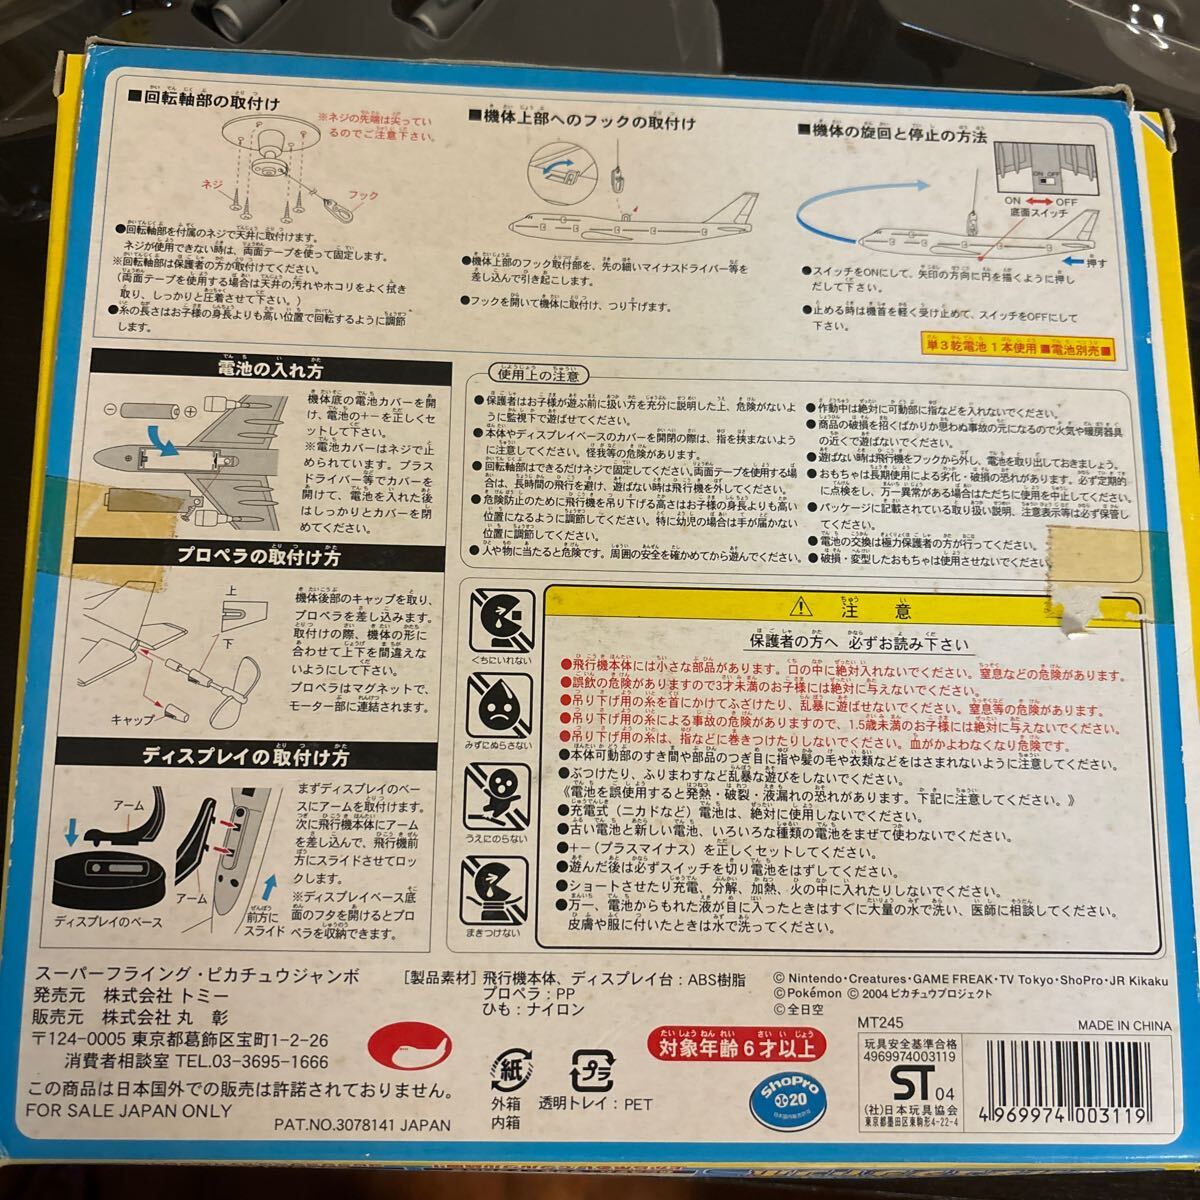 ■回転軸部の取付け
※ネジの先端は尖ってい
るのでご注意下さい。
ネジ
フック
●回転軸部を付属のネジで天井に取付けます。
ネジが使用できない時は、両面テープを使って固定します。
※回転軸部は保護者の方が取付けてください。
(両面テープを使用する場合は天井の汚れやホコリをよく拭き
取り、しっかりと圧着させて下さい。)
●糸の長さはお子様の身長よりも高い位置で回転するように調節
します。
■機体上部へのフックの取付け
●機体上部のフック取付部を、先の細いマイナスドライバー等を
差し込んで引き起こします。
●フックを開いて機体に取付け、つり下げます。
■機体の旋回と停止の方法
ON OFF
ON ⟷ OFF
底面スイッチ
押す
●スイッチをONにして、矢印の方向に円を描くように押し
だして下さい。
●止める時は機首を軽く受け止めて、スイッチをOFFにして
下さい。
単3乾電池1本使用■電池別売■
電池の入れ方
機体底の電池カバーを開
け、電池の+-を正しくセ
ットして下さい。
※電池カバーはネジで止
められています。プラス
ドライバー等でカバーを
開けて、電池を入れた後
はしっかりとカバーを閉
めてください。
プロペラの取付け方
上
下
キャップ
機体後部のキャップを取り、
プロペラを差し込みます。
取付けの際、機体の形に
合わせて上下を間違えな
いようにして下さい。
プロペラはマグネットで、
モーター部に連結されます。
ディスプレイの取付け方
アーム
ディスプレイのベース
アーム
前方に
スライド
まずディスプレイのベー
スにアームを取付けます。
次に飛行機本体にアーム
を差し込んで、飛行機前
方にスライドさせてロッ
クします。
※ディスプレイベース底
面のフタを開けるとプロ
ペラを収納できます。
使用上の注意
●保護者はお子様が遊ぶ前に扱い方を充分に説明した上、危険がないよ
うに監視下で遊ばせてください。
●本体やディスプレイベースのカバーを開閉の際は、指を挟まないよう
に注意してください。怪我等の危険があります。
●回転軸部はできるだけネジで固定してください。両面テープを使用する場
合は、長時間の飛行を避け、遊ばない時は飛行機を外してください。
●危険防止のために飛行機を吊り下げる高さはお子様の身長よりも高い
位置になるように調節してください。特に幼児の場合は手が届かない
位置に調節してください。
●人や物に当たると危険です。周囲の安全を確かめてから遊んでください。
●作動中は絶対に可動部に指などを入れないでください。
●商品の破損を招くばかりか思わぬ事故の元になるので火気や暖房器具
の近くで遊ばないでください。
●遊ばない時は飛行機をフックから外し、電池を取り出しておきましょう。
●おもちゃは長期使用による劣化・破損の恐れがあります。必ず定期的
に点検をし、万一異常がある場合はただちに使用を中止してください。
●パッケージに記載されている取り扱い説明、注意表示等は必ず保管し
てください。
●電池の交換は極力保護者の方が行ってください。
●破損・変型したおもちゃは使用させないでください。
くちにいれない
みずにぬらさない
うえにのらない
まきつけない
⚠ 注意
保護者の方へ 必ずお読み下さい
●飛行機本体には小さな部品があります。口の中に絶対入れないでください。窒息などの危険があります。
●誤飲の危険がありますので3才未満のお子様には絶対に与えないでください。
●吊り下げ用の糸を首にかけてふざけたり、乱暴に遊ばせないでください。窒息等の危険があります。
●吊り下げ用の糸による事故の危険がありますので、1.5歳未満のお子様には絶対に与えないでください。
●吊り下げ用の糸は、指などに巻きつけたりしないでください。血がかよわなくなり危険です。
●本体可動部のすき間や部品のつぎ目に指や髪の毛や衣類などをはさまれないように注意してください。
●ぶつけたり、ふりまわすなど乱暴な遊びをしないでください。
《電池を誤使用すると発熱・破裂・液漏れの恐れがあります。下記に注意してください。》
●充電式(ニカドなど)電池は、絶対に使用しないでください。
●古い電池と新しい電池、いろいろな種類の電池をまぜて使わないでください。
●+-(プラスマイナス)を正しくセットしてください。
●遊んだ後は必ずスイッチを切り電池をはずしてください。
●ショートさせたり充電、分解、加熱、火の中に入れたりしないでください。
●万一、電池からもれた液が目に入ったときはすぐに大量の水で洗い、医師に相談してください。
皮膚や服に付いたときは水で洗ってください。
スーパーフライング・ピカチュウジャンボ
発売元 株式会社 トミー
販売元 株式会社 丸 彰
〒124-0005 東京都葛飾区宝町1-2-26
消費者相談室 TEL.03-3695-1666
この商品は日本国外での販売は許諾されておりません。
FOR SALE JAPAN ONLY
PAT.NO.3078141 JAPAN
[製品素材] 飛行機本体、ディスプレイ台:ABS樹脂
プロペラ:PP
ひも:ナイロン
紙
外箱
内箱
プラ
透明トレイ:PET
対象年齢6才以上
ShoPro
20
© Nintendo・Creatures・GAME FREAK・TV Tokyo・ShoPro・JR Kikaku
©Pokémon © 2004 ピカチュウプロジェクト
© 全日空
MT245
MADE IN CHINA
玩具安全基準合格
4969974003119
ST 04
(社)日本玩具協会
東京都墨田区東駒形4-22-4
4 969974 003119